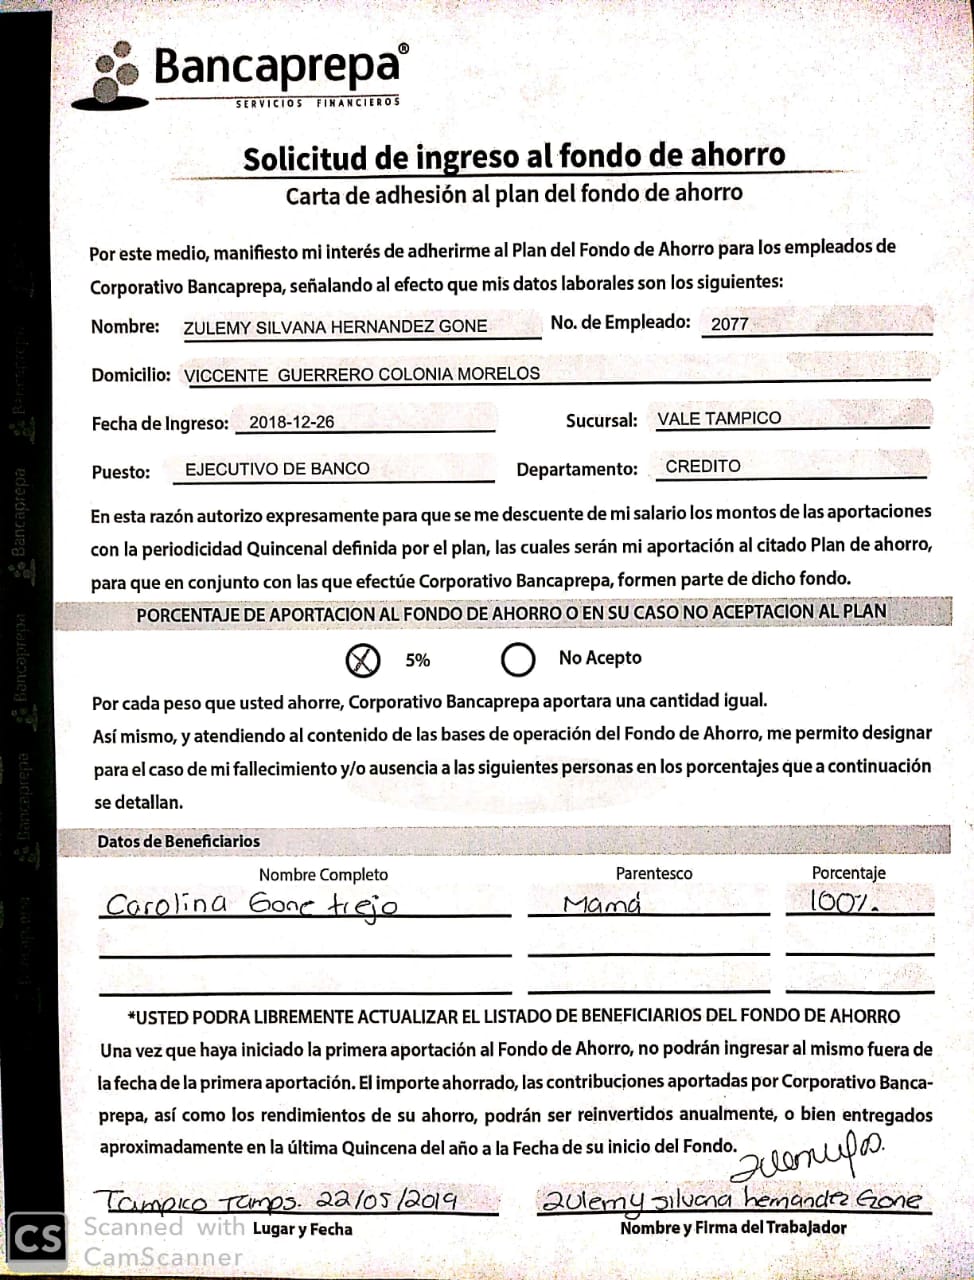 Bancaprepa®
SERVICIOS FINANCIEROS
Solicitud de ingreso al fondo de ahorro
Carta de adhesión al plan del fondo de ahorro
Por este medio, manifiesto mi interés de adherirme al Plan del Fondo de Ahorro para los empleados de
Corporativo Bancaprepa, señalando al efecto que mis datos laborales son los siguientes:
Nombre: ZULEMY SILVANA HERNANDEZ GONE No. de Empleado: 2077
Domicilio: VICCENTE GUERRERO COLONIA MORELOS
Fecha de Ingreso: 2018-12-26 Sucursal: VALE TAMPICO
Puesto: EJECUTIVO DE BANCO Departamento: CREDITO
En esta razón autorizo expresamente para que se me descuente de mi salario los montos de las aportaciones
con la periodicidad Quincenal definida por el plan, las cuales serán mi aportación al citado Plan de ahorro,
para que en conjunto con las que efectúe Corporativo Bancaprepa, formen parte de dicho fondo.
PORCENTAJE DE APORTACION AL FONDO DE AHORRO O EN SU CASO NO ACEPTACION AL PLAN
5% No Acepto
Por cada peso que usted ahorre, Corporativo Bancaprepa aportara una cantidad igual.
Así mismo, y atendiendo al contenido de las bases de operación del Fondo de Ahorro, me permito designar
para el caso de mi fallecimiento y/o ausencia a las siguientes personas en los porcentajes que a continuación
se detallan.
Datos de Beneficiarios
Nombre Completo Parentesco Porcentaje
Carolina Gone trejo Mamá 100%.
*USTED PODRA LIBREMENTE ACTUALIZAR EL LISTADO DE BENEFICIARIOS DEL FONDO DE AHORRO
Una vez que haya iniciado la primera aportación al Fondo de Ahorro, no podrán ingresar al mismo fuera de
la fecha de la primera aportación. El importe ahorrado, las contribuciones aportadas por Corporativo Banca-
prepa, así como los rendimientos de su ahorro, podrán ser reinvertidos anualmente, o bien entregados
aproximadamente en la última Quincena del año a la Fecha de su inicio del Fondo.
Tampico Tamps. 22/05/2019 Zulemy silvana hernandez Gone
Lugar y Fecha Nombre y Firma del Trabajador
CS Scanned with
CamScanner